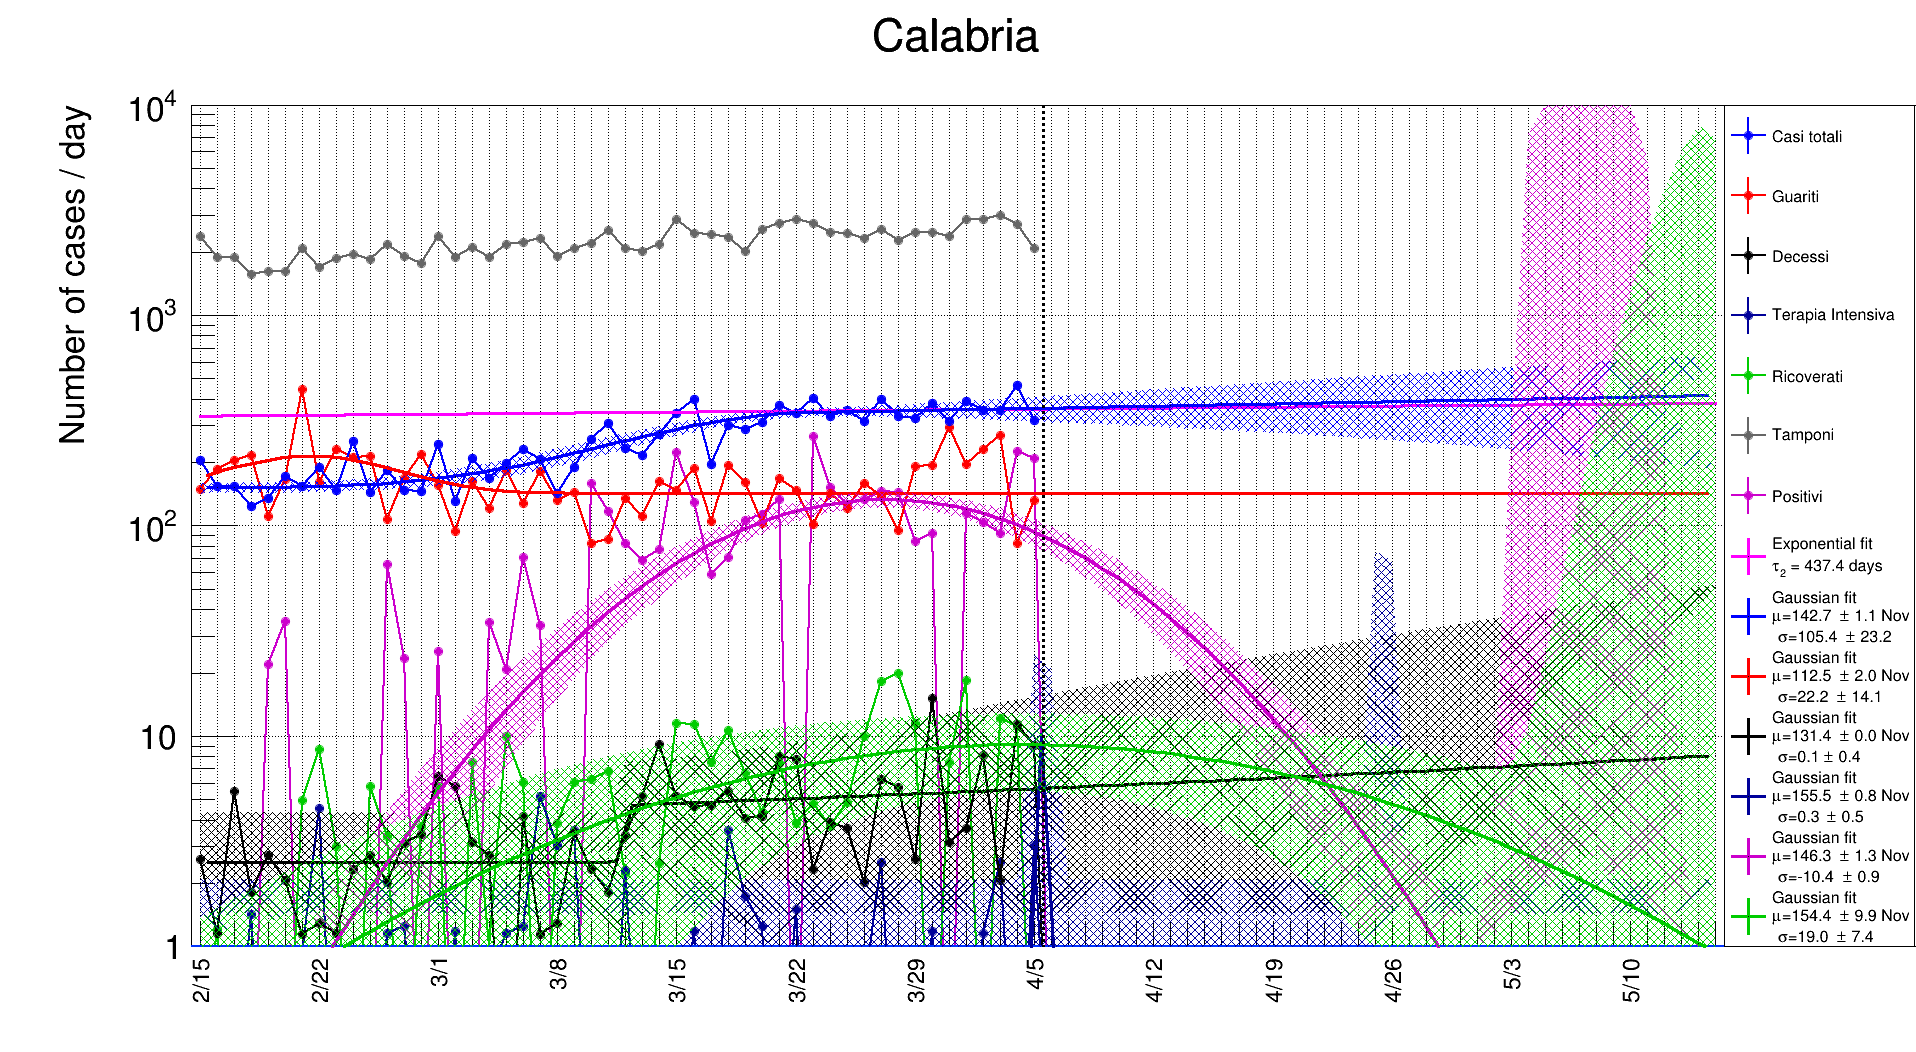 Calabria
Number of cases / day
10⁴
10³
10²
10
1
2/15
2/22
3/1
3/8
3/15
3/22
3/29
4/5
4/12
4/19
4/26
5/3
5/10
Casi totali
Guariti
Decessi
Terapia Intensiva
Ricoverati
Tamponi
Positivi
Exponential fit
τ₂ = 437.4 days
Gaussian fit
μ=142.7 ± 1.1 Nov
σ=105.4 ± 23.2
Gaussian fit
μ=112.5 ± 2.0 Nov
σ=22.2 ± 14.1
Gaussian fit
μ=131.4 ± 0.0 Nov
σ=0.1 ± 0.4
Gaussian fit
μ=155.5 ± 0.8 Nov
σ=0.3 ± 0.5
Gaussian fit
μ=146.3 ± 1.3 Nov
σ=-10.4 ± 0.9
Gaussian fit
μ=154.4 ± 9.9 Nov
σ=19.0 ± 7.4